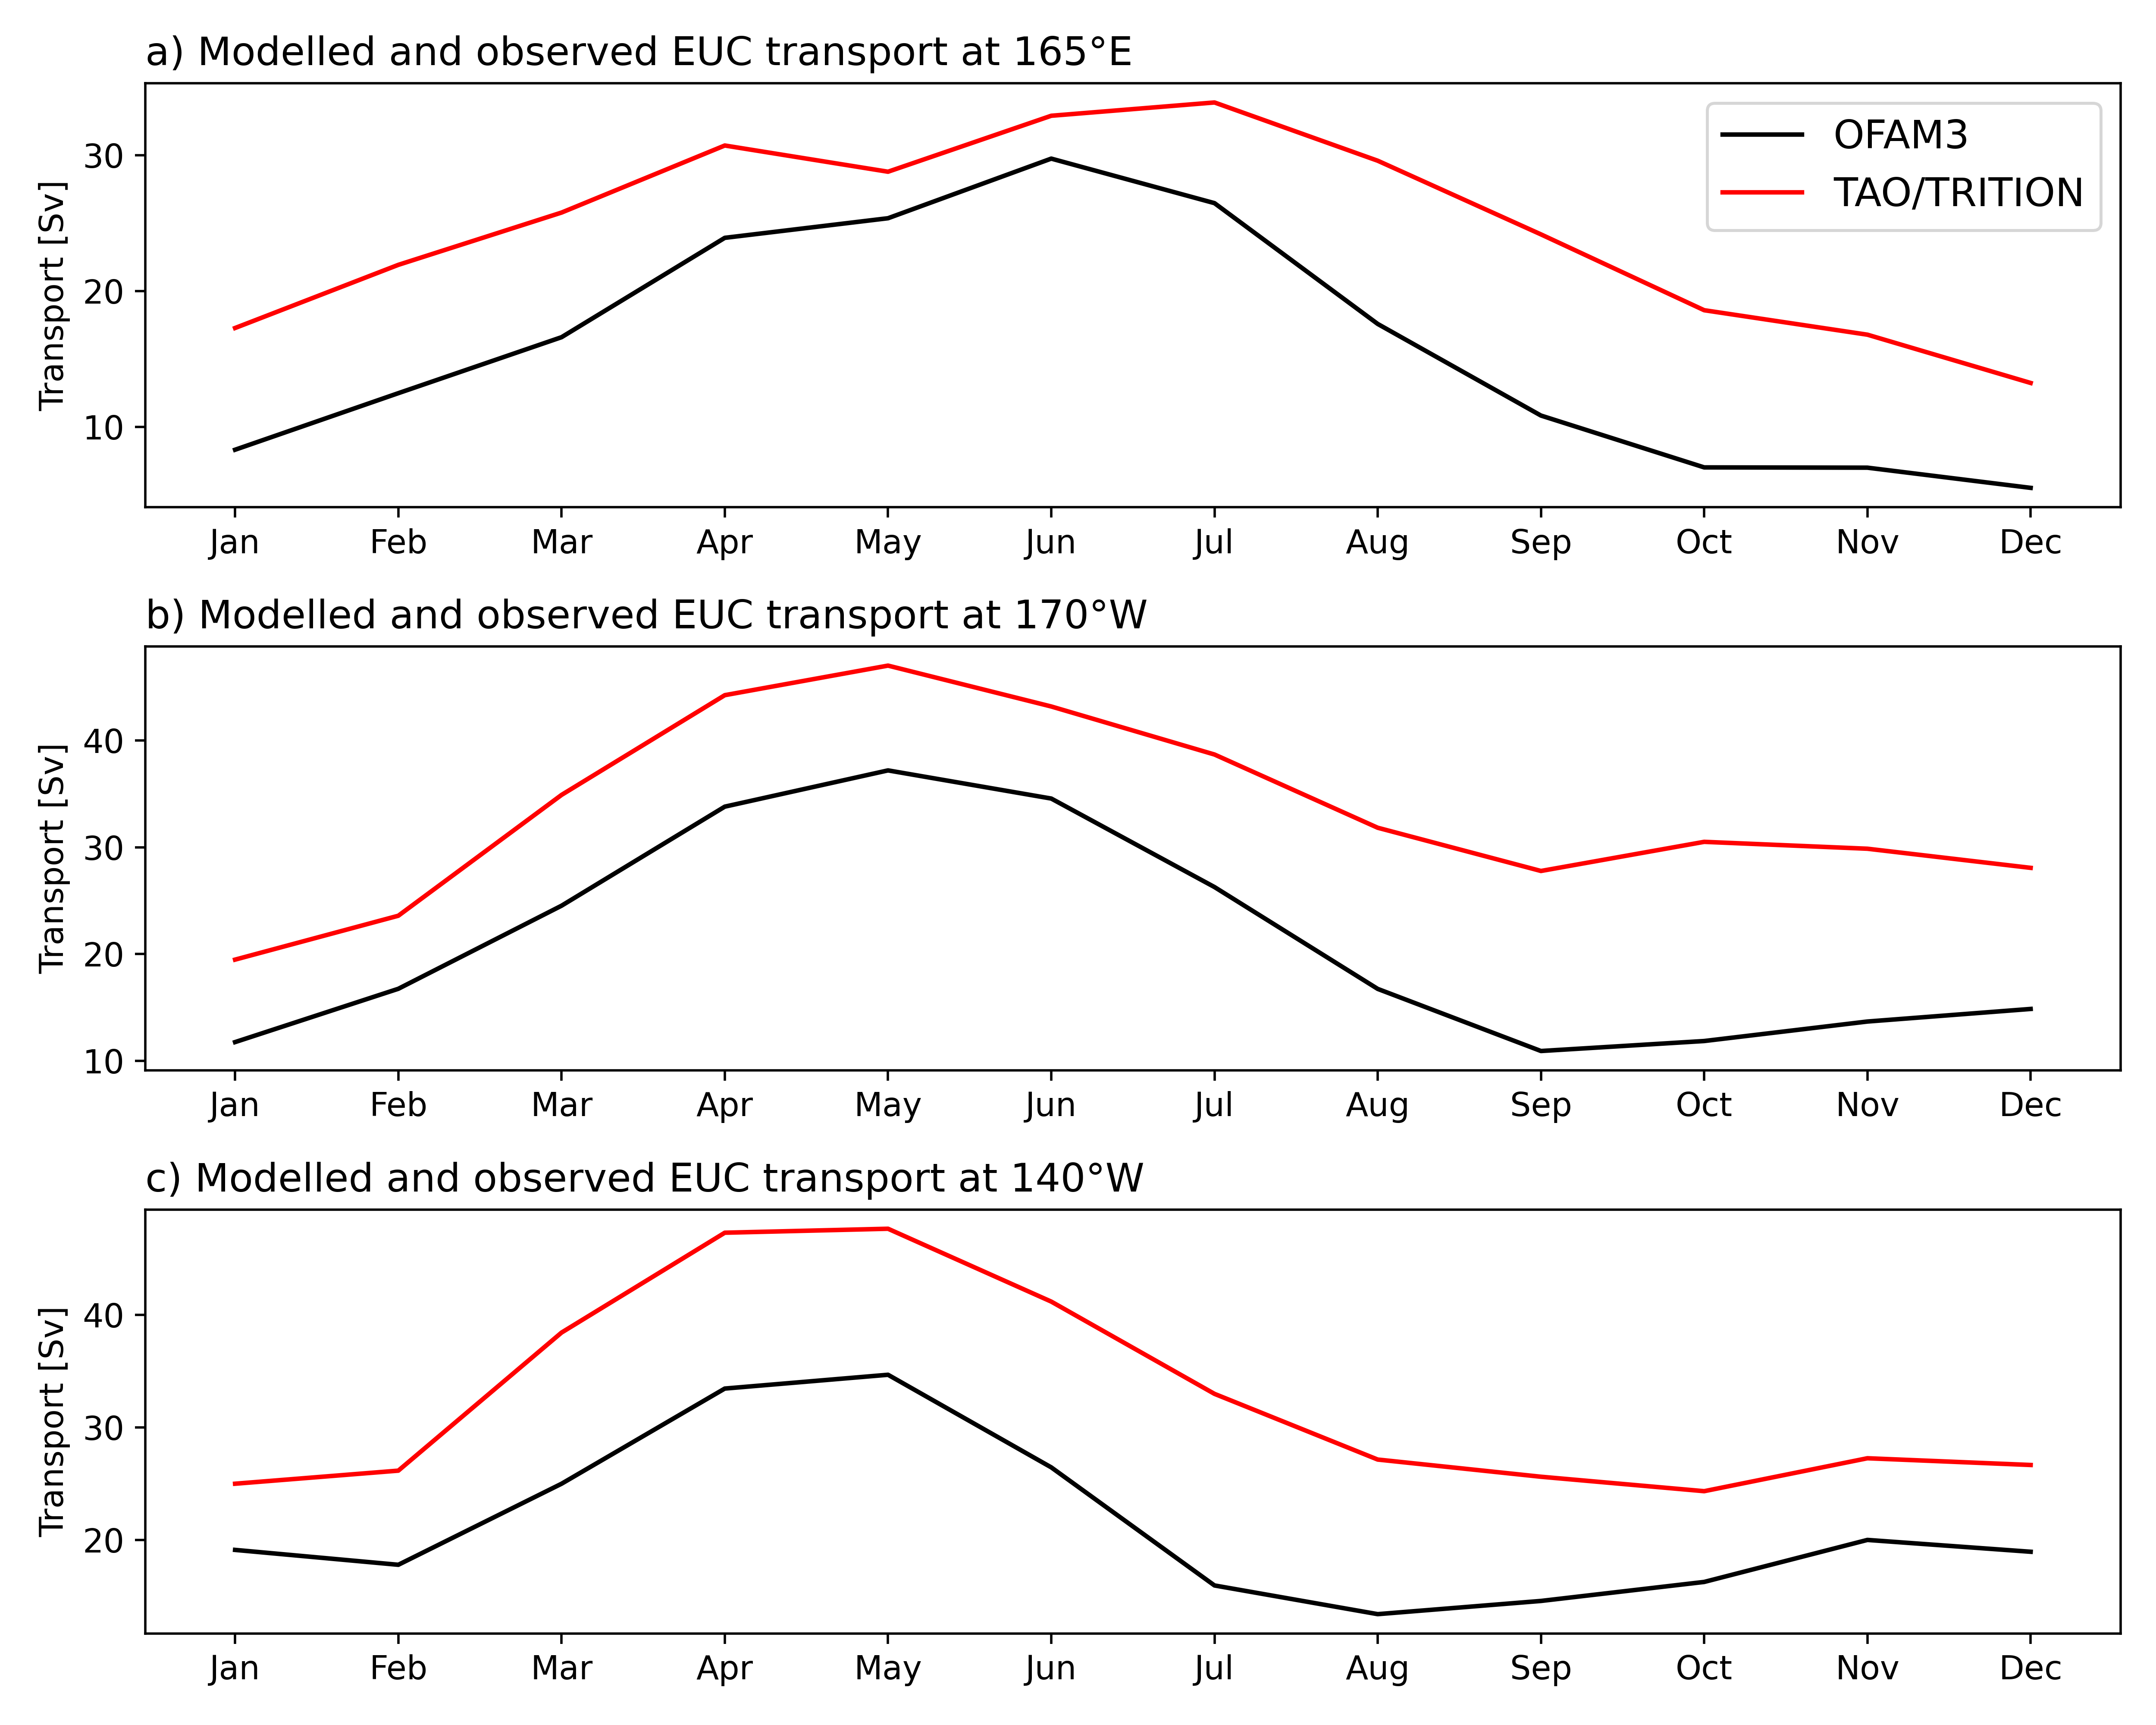 a) Modelled and observed EUC transport at 165°E
Transport [Sv]
30
20
10
OFAM3
TAO/TRITION
Jan Feb Mar Apr May Jun Jul Aug Sep Oct Nov Dec
b) Modelled and observed EUC transport at 170°W
Transport [Sv]
40
30
20
10
Jan Feb Mar Apr May Jun Jul Aug Sep Oct Nov Dec
c) Modelled and observed EUC transport at 140°W
Transport [Sv]
40
30
20
Jan Feb Mar Apr May Jun Jul Aug Sep Oct Nov Dec